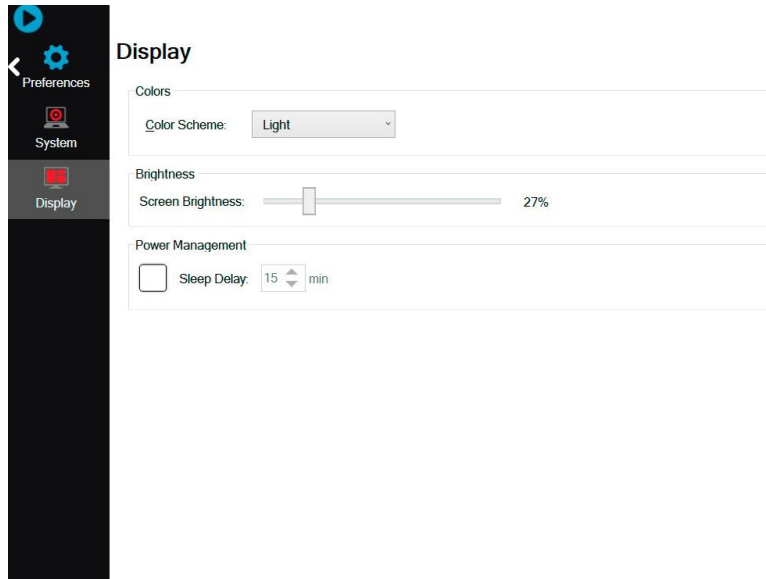 Display
Preferences
Colors
Color Scheme: Light
System
Brightness
Screen Brightness: 27%
Display
Power Management
Sleep Delay: 15 min